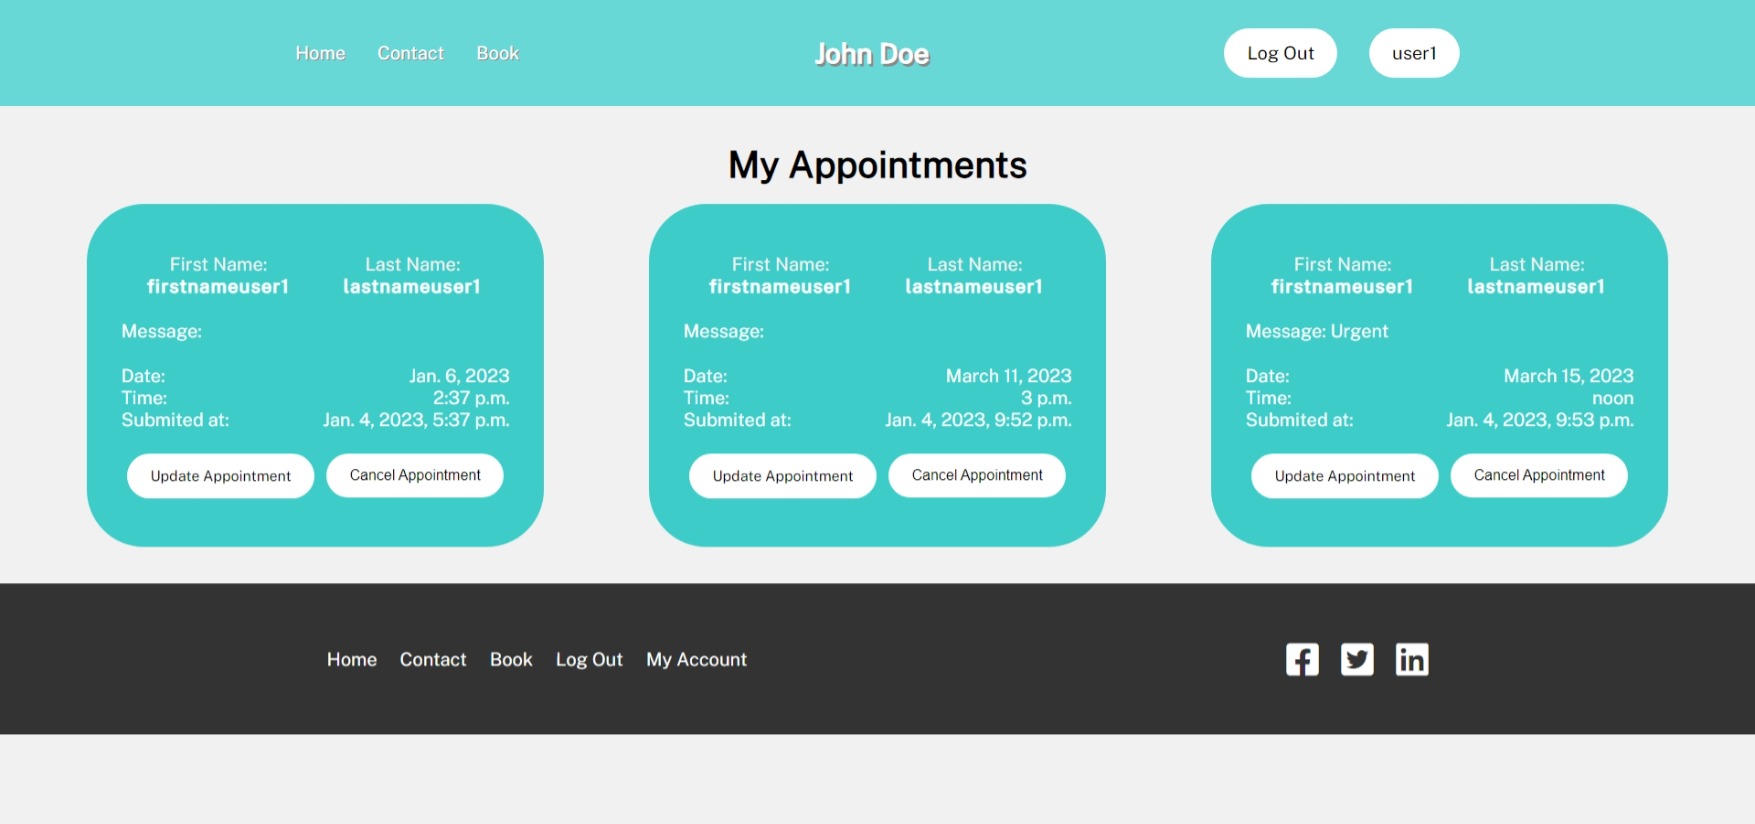 Home Contact Book John Doe Log Out user1
My Appointments
First Name: Last Name:
firstnameuser1 lastnameuser1
Message:
Date: Jan. 6, 2023
Time: 2:37 p.m.
Submited at: Jan. 4, 2023, 5:37 p.m.
Update Appointment Cancel Appointment
First Name: Last Name:
firstnameuser1 lastnameuser1
Message:
Date: March 11, 2023
Time: 3 p.m.
Submited at: Jan. 4, 2023, 9:52 p.m.
Update Appointment Cancel Appointment
First Name: Last Name:
firstnameuser1 lastnameuser1
Message: Urgent
Date: March 15, 2023
Time: noon
Submited at: Jan. 4, 2023, 9:53 p.m.
Update Appointment Cancel Appointment
Home Contact Book Log Out My Account